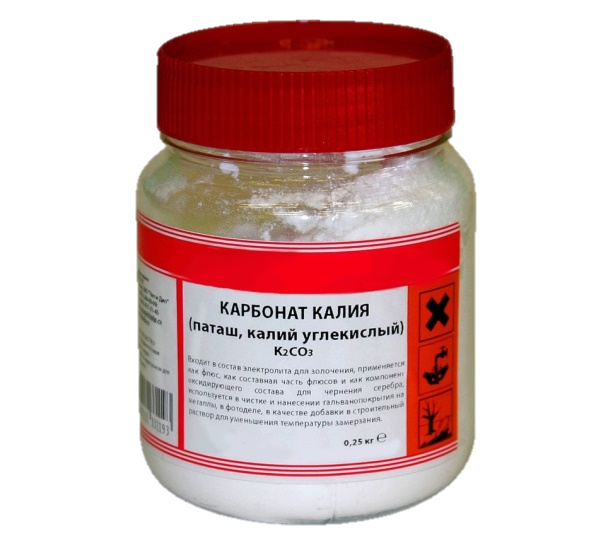 КАРБОНАТ КАЛИЯ
(паташ, калий углекислый)
K2CO3
Входит в состав электролита для золочения, применяется
как флюс, как составная часть флюсов и как компонент
оксидирующего состава для чернения серебра,
используется в чистке и нанесении гальванопокрытия на
металлы, в фотоделе, в качестве добавки в строительный
раствор для уменьшения температуры замерзания.
0,25 кг e